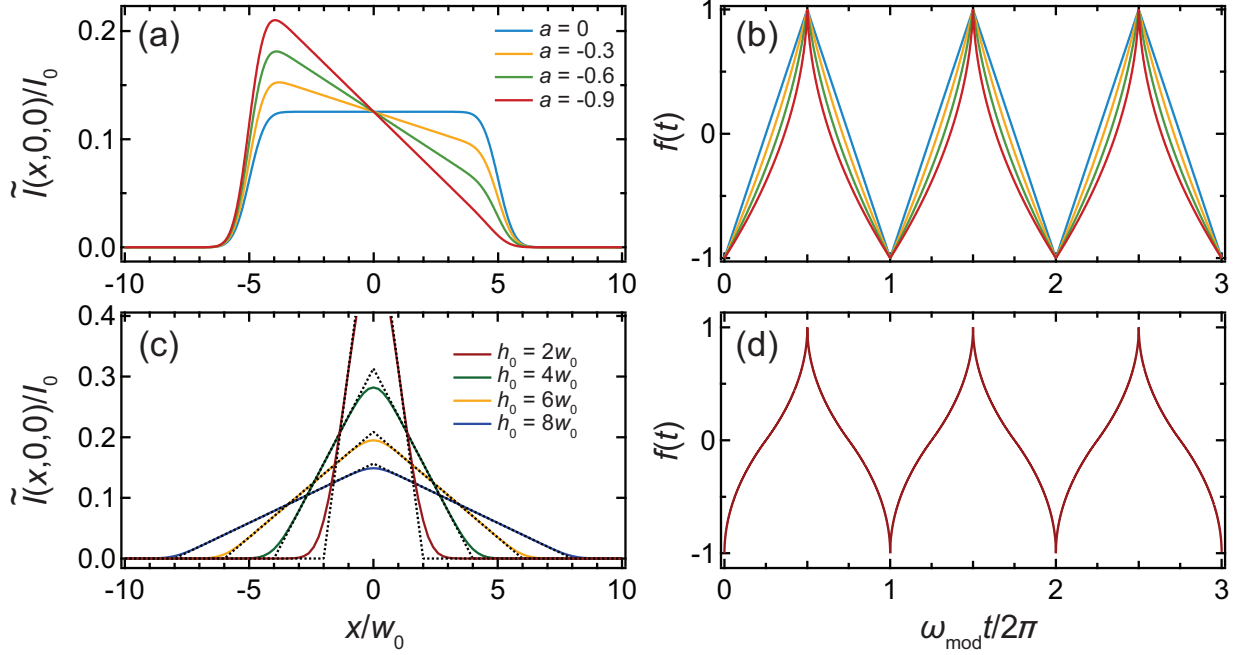 (a)
a = 0
a = -0.3
a = -0.6
a = -0.9
Ĩ(x,0,0)/I₀
0.2
0.1
0.0
-10
-5
0
5
10
(b)
f(t)
1
0
-1
0
1
2
3
(c)
h₀ = 2w₀
h₀ = 4w₀
h₀ = 6w₀
h₀ = 8w₀
Ĩ(x,0,0)/I₀
0.4
0.3
0.2
0.1
0.0
-10
-5
0
5
10
x/w₀
(d)
f(t)
1
0
-1
0
1
2
3
ω_mod t/2π